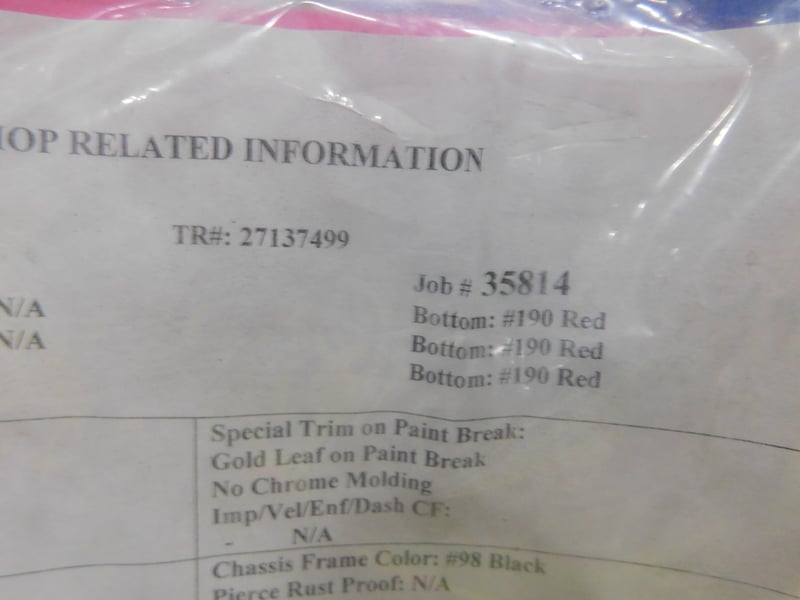 HOP RELATED INFORMATION
TR#: 27137499
Job # 35814
N/A Bottom: #190 Red
N/A Bottom: #190 Red
Bottom: #190 Red
Special Trim on Paint Break:
Gold Leaf on Paint Break
No Chrome Molding
Imp/Vel/Enf/Dash CF:
- N/A
Chassis Frame Color: #98 Black
Pierce Rust Proof: N/A